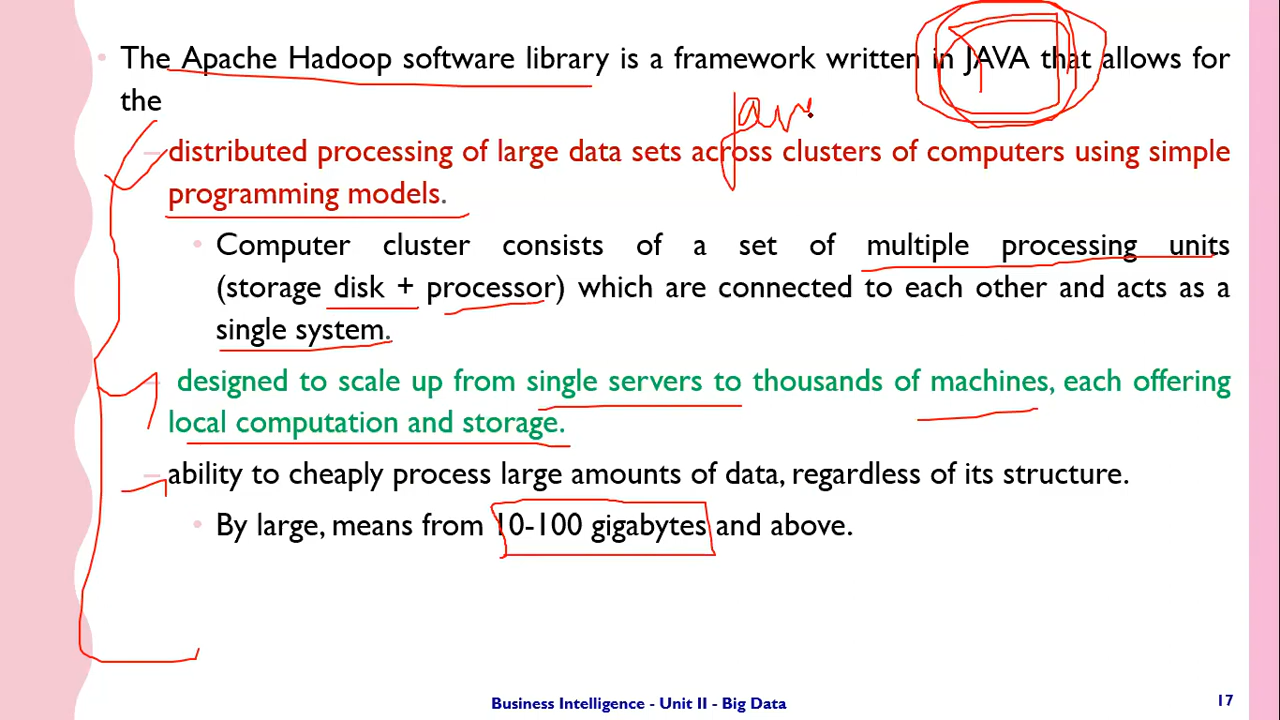 • The Apache Hadoop software library is a framework written in JAVA that allows for
the
– distributed processing of large data sets across clusters of computers using simple
programming models.
• Computer cluster consists of a set of multiple processing units
(storage disk + processor) which are connected to each other and acts as a
single system.
– designed to scale up from single servers to thousands of machines, each offering
local computation and storage.
– ability to cheaply process large amounts of data, regardless of its structure.
• By large, means from 10-100 gigabytes and above.
Business Intelligence - Unit II - Big Data
17